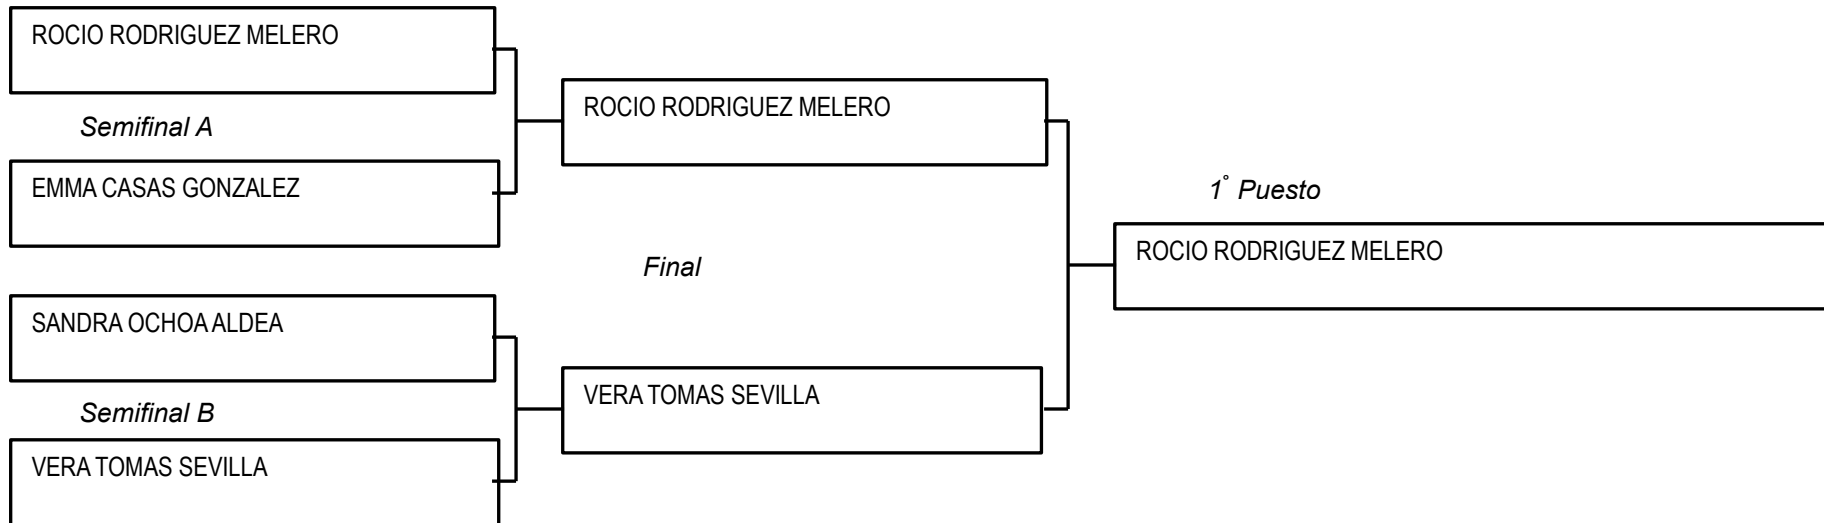 ROCIO RODRIGUEZ MELERO
Semifinal A
EMMA CASAS GONZALEZ
SANDRA OCHOA ALDEA
Semifinal B
VERA TOMAS SEVILLA
ROCIO RODRIGUEZ MELERO
Final
VERA TOMAS SEVILLA
1° Puesto
ROCIO RODRIGUEZ MELERO